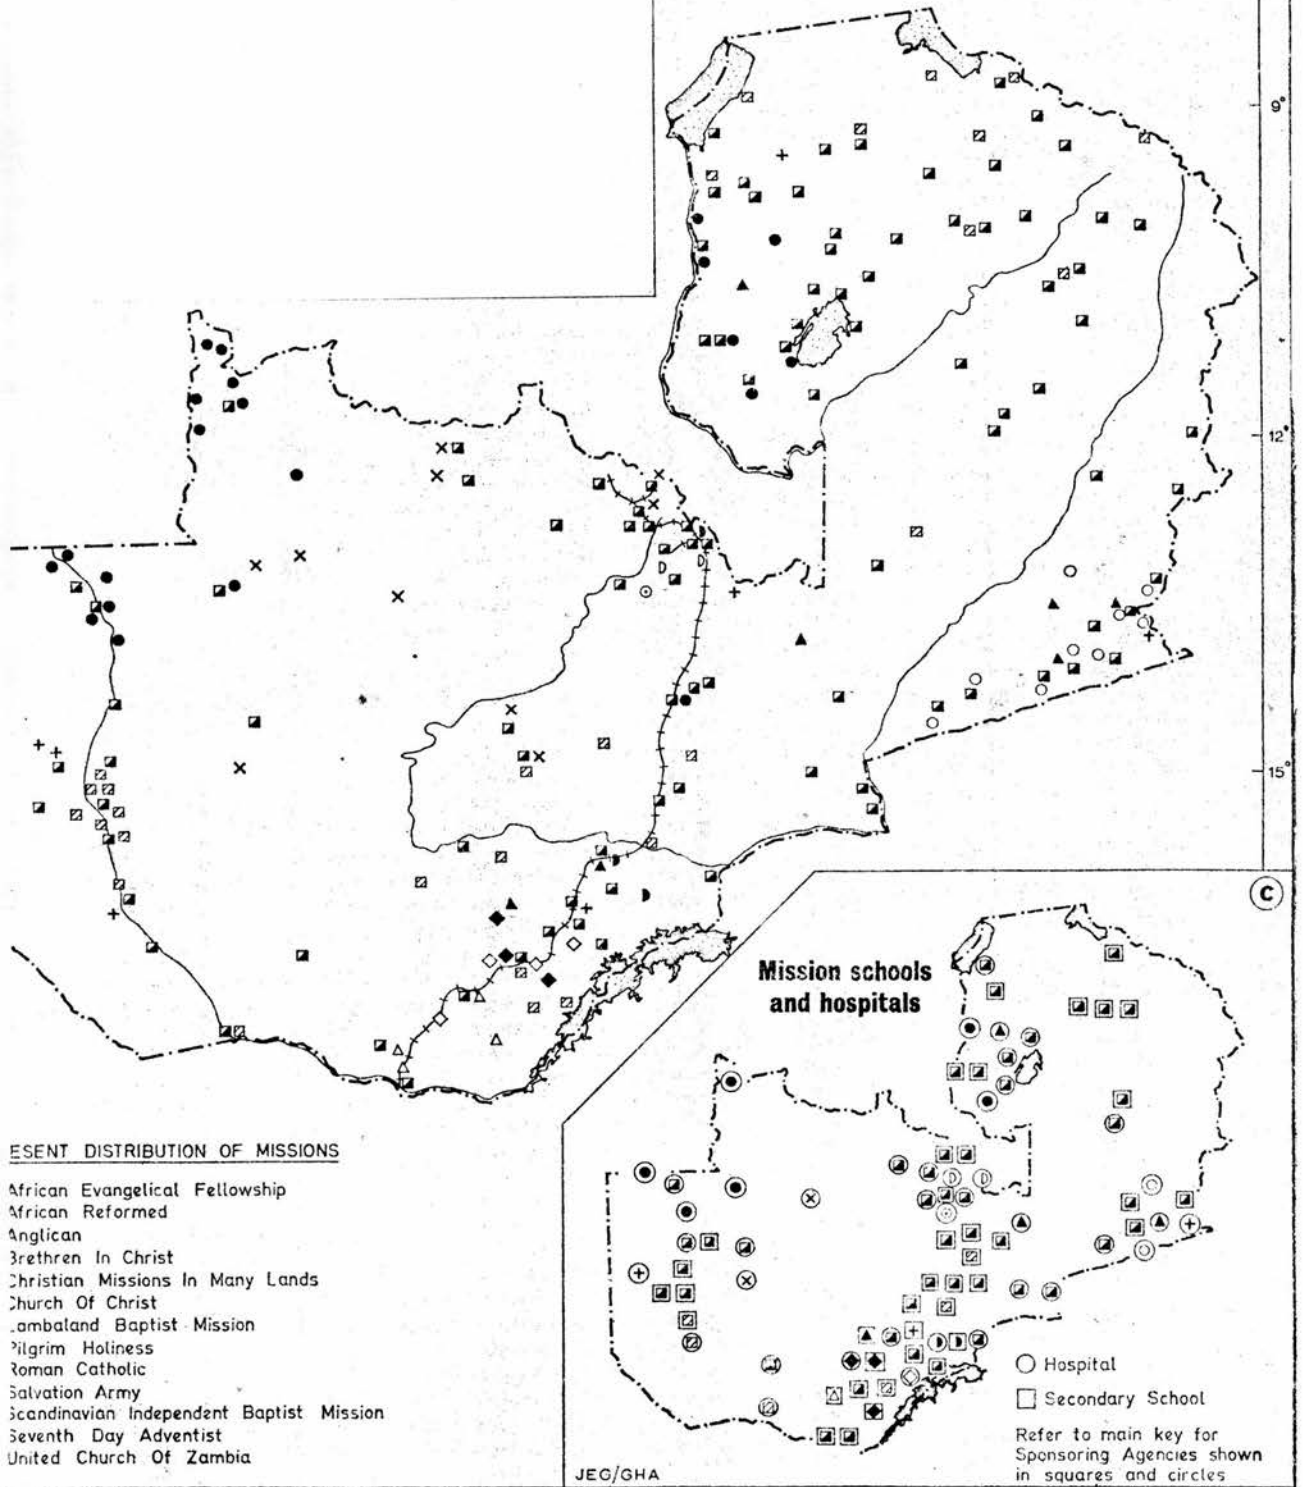 9°
12°
15°
C
Mission schools
and hospitals
ESENT DISTRIBUTION OF MISSIONS
African Evangelical Fellowship
African Reformed
Anglican
Brethren In Christ
Christian Missions In Many Lands
Church Of Christ
Lambaland Baptist Mission
Pilgrim Holiness
Roman Catholic
Salvation Army
Scandinavian Independent Baptist Mission
Seventh Day Adventist
United Church Of Zambia
Hospital
Secondary School
Refer to main key for
Sponsoring Agencies shown
in squares and circles
JEG/GHA